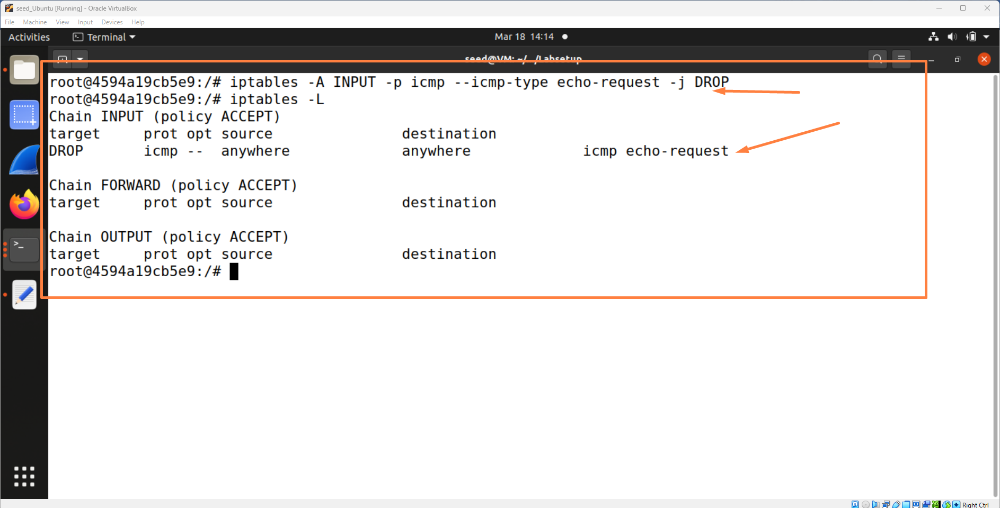 seed_Ubuntu [Running] - Oracle VirtualBox
File Machine View Input Devices Help
Activities Terminal Mar 18 14:14
seed@VM: ~/.../Labsetup
root@4594a19cb5e9:/# iptables -A INPUT -p icmp --icmp-type echo-request -j DROP
root@4594a19cb5e9:/# iptables -L
Chain INPUT (policy ACCEPT)
target prot opt source destination
DROP icmp -- anywhere anywhere icmp echo-request
Chain FORWARD (policy ACCEPT)
target prot opt source destination
Chain OUTPUT (policy ACCEPT)
target prot opt source destination
root@4594a19cb5e9:/#
Right Ctrl